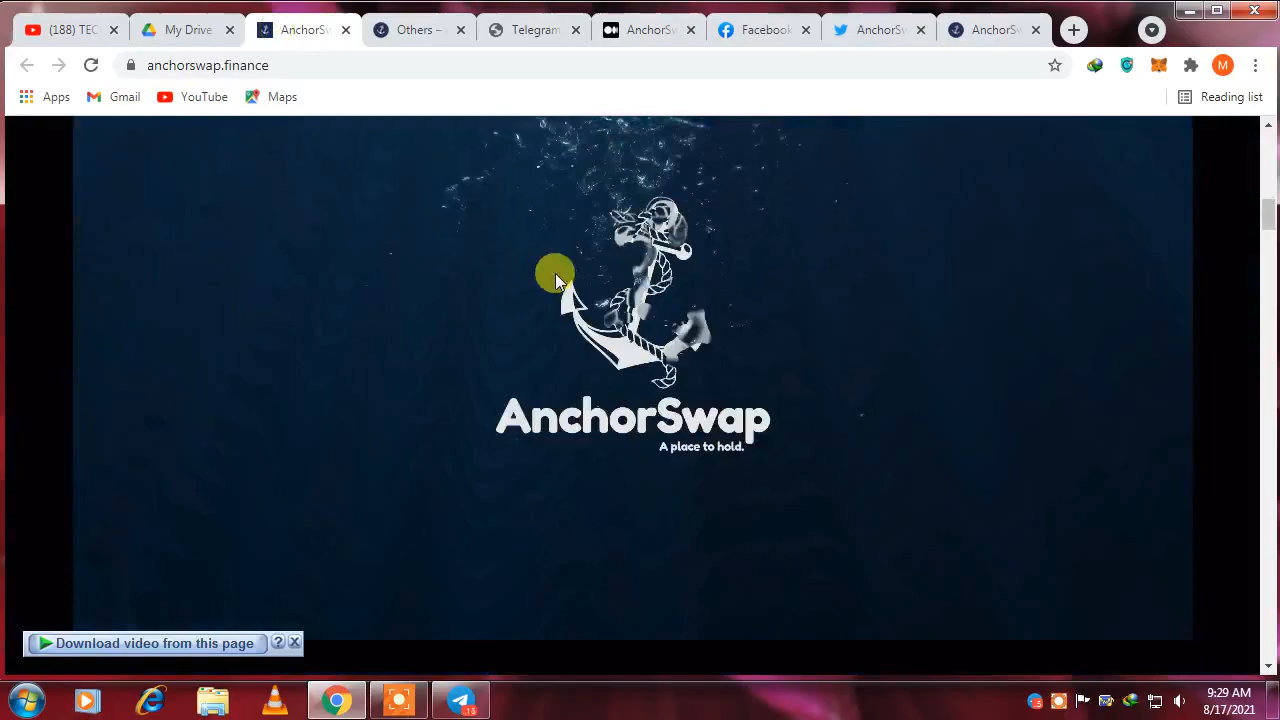 (188) TEC
My Drive
AnchorSw
Others –
Telegram
AnchorSw
Facebook
AnchorSw
AnchorSw
anchorswap.finance
M
Apps
Gmail
YouTube
Maps
Reading list
AnchorSwap
A place to hold.
Download video from this page
?
9:29 AM
8/17/2021